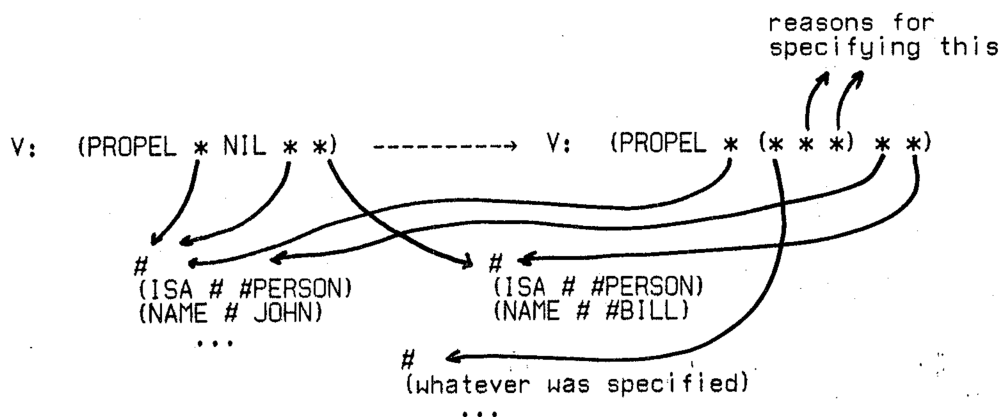 reasons for
specifying this
V: (PROPEL * NIL * *) ----------→ V: (PROPEL * (* * *) * *)
# #
(ISA # #PERSON) (ISA # #PERSON)
(NAME # JOHN) (NAME # #BILL)
...
#
(whatever was specified)
...